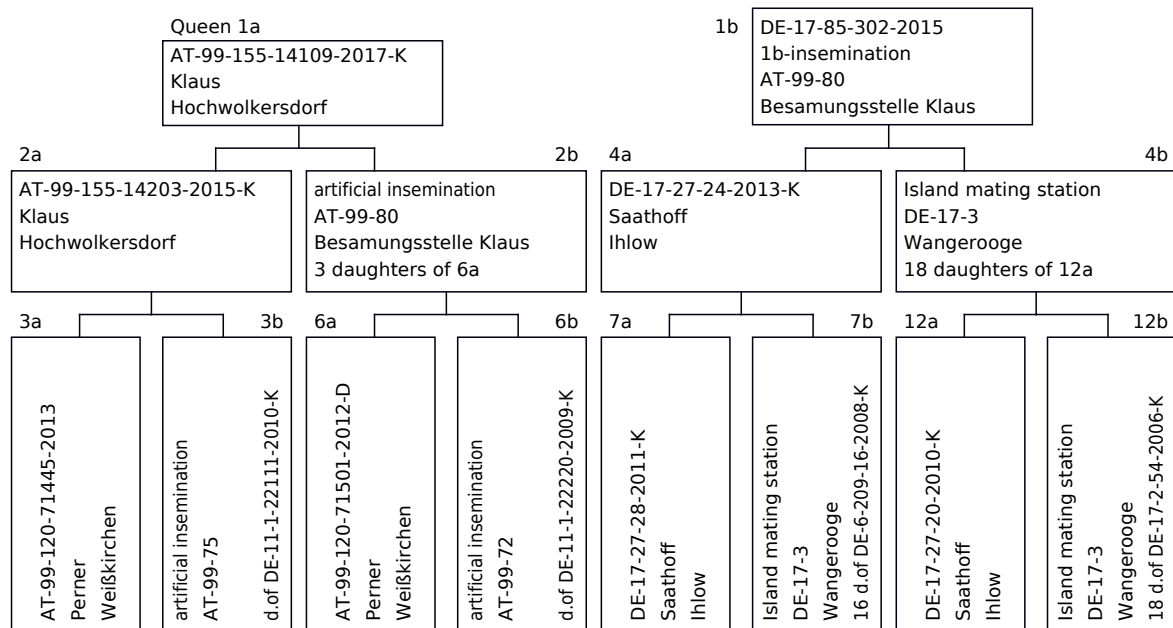 Queen 1a
AT-99-155-14109-2017-K
Klaus
Hochwolkersdorf
1b
DE-17-85-302-2015
1b-insemination
AT-99-80
Besamungsstelle Klaus
2a
AT-99-155-14203-2015-K
Klaus
Hochwolkersdorf
2b
artificial insemination
AT-99-80
Besamungsstelle Klaus
3 daughters of 6a
4a
DE-17-27-24-2013-K
Saathoff
Ihlow
4b
Island mating station
DE-17-3
Wangerooge
18 daughters of 12a
3a
AT-99-120-71445-2013
Perner
Weißkirchen
3b
artificial insemination
AT-99-75
d.of DE-11-1-22111-2010-K
6a
AT-99-120-71501-2012-D
Perner
Weißkirchen
6b
artificial insemination
AT-99-72
d.of DE-11-1-22220-2009-K
7a
DE-17-27-28-2011-K
Saathoff
Ihlow
7b
Island mating station
DE-17-3
Wangerooge
16 d.of DE-6-209-16-2008-K
12a
DE-17-27-20-2010-K
Saathoff
Ihlow
12b
Island mating station
DE-17-3
Wangerooge
18 d.of DE-17-2-54-2006-K